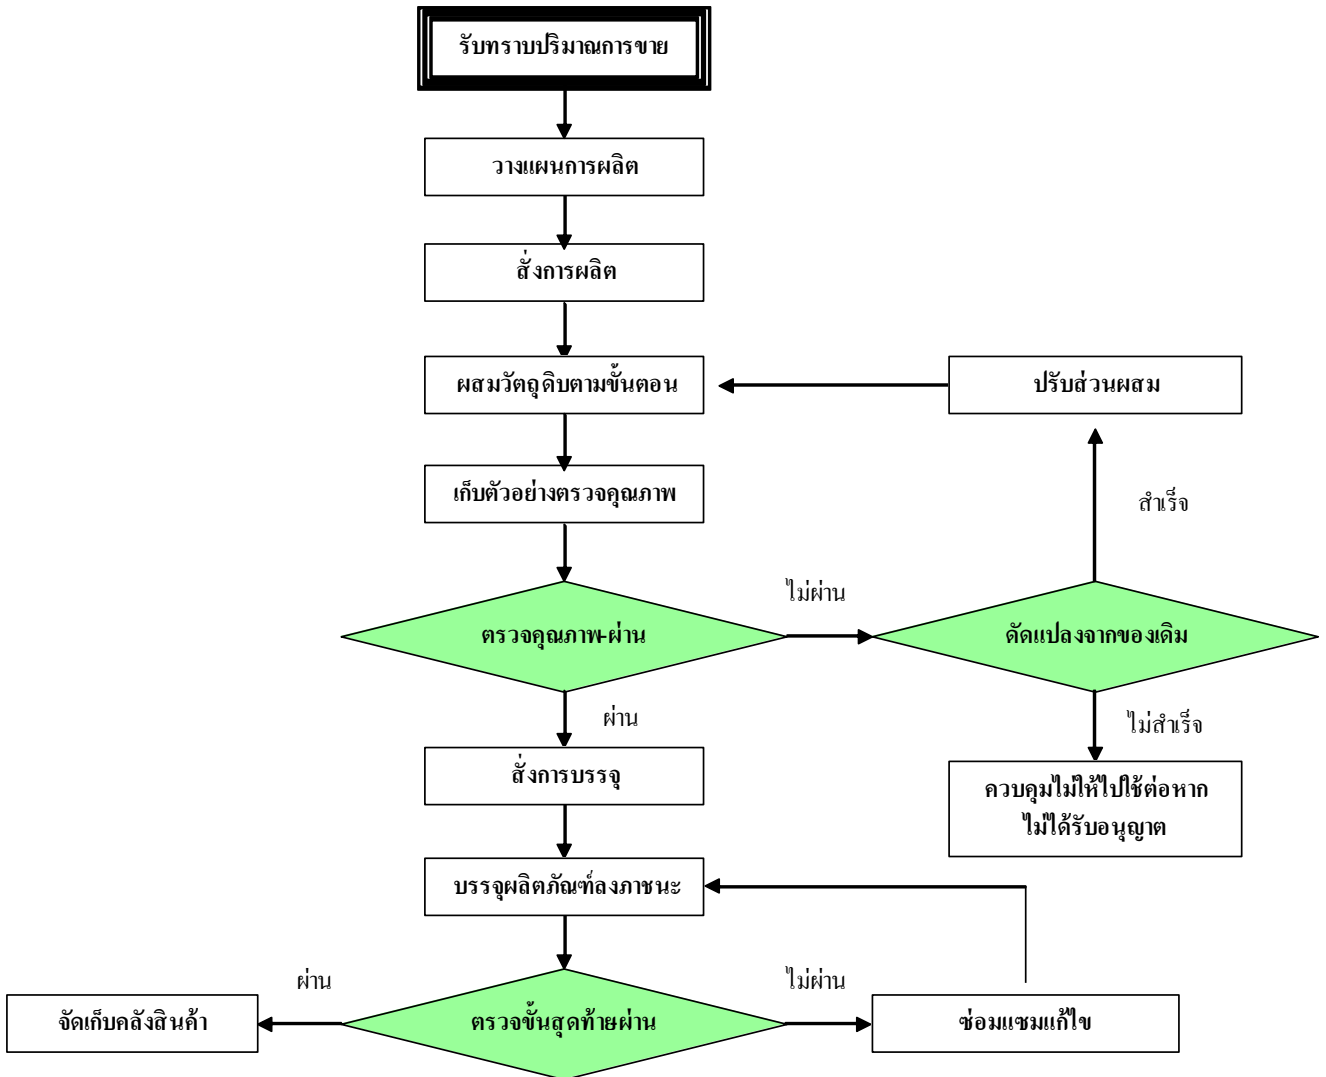 รับทราบปริมาณการขาย
วางแผนการผลิต
สั่งการผลิต
ผสมวัตถุดิบตามขั้นตอน
ปรับส่วนผสม
เก็บตัวอย่างตรวจคุณภาพ
สำเร็จ
ไม่ผ่าน
ตรวจคุณภาพ-ผ่าน
ดัดแปลงจากของเดิม
ผ่าน
ไม่สำเร็จ
สั่งการบรรจุ
ควบคุมไม่ให้ไปใช้ต่อหาก
ไม่ได้รับอนุญาต
บรรจุผลิตภัณฑ์ลงภาชนะ
ผ่าน
ไม่ผ่าน
จัดเก็บคลังสินค้า
ตรวจขั้นสุดท้ายผ่าน
ซ่อมแซมแก้ไข